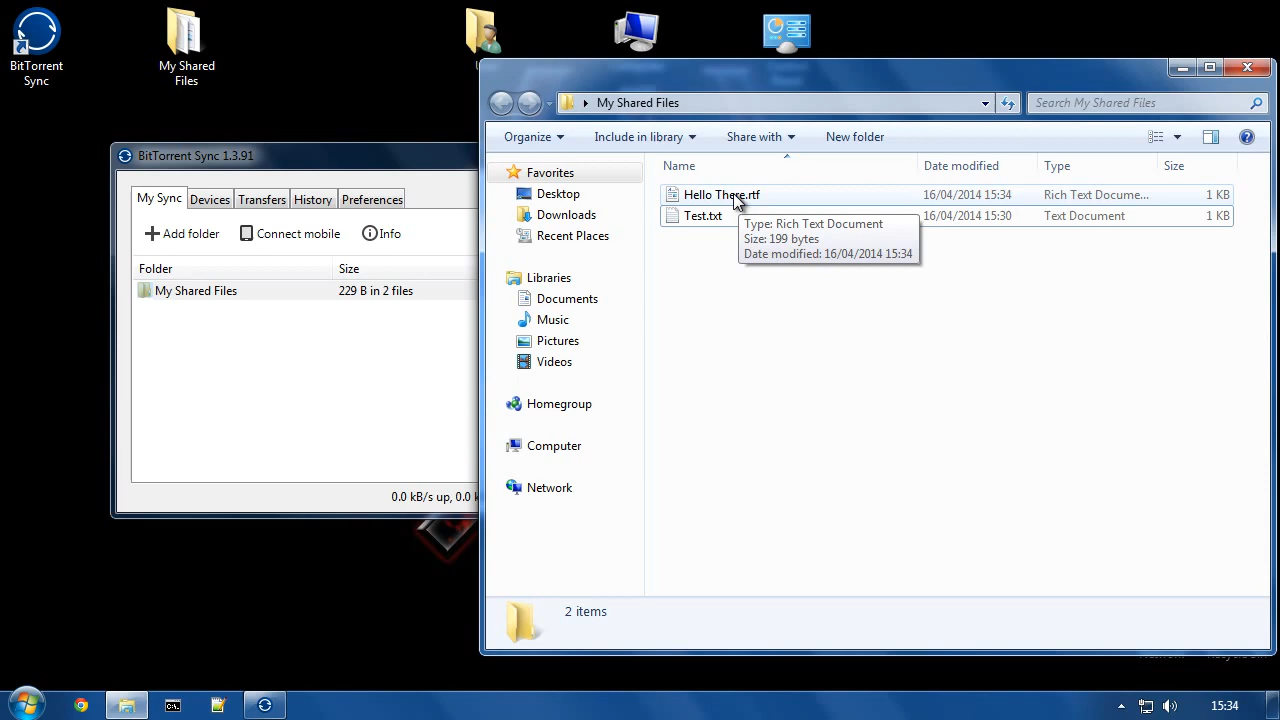 BitTorrent
Sync
My Shared
Files
My Shared Files
Search My Shared Files
Organize
Include in library
Share with
New folder
BitTorrent Sync 1.3.91
My Sync
Devices
Transfers
History
Preferences
Add folder
Connect mobile
Info
Folder
Size
My Shared Files
229 B in 2 files
0.0 kB/s up, 0.0 k
Favorites
Desktop
Downloads
Recent Places
Libraries
Documents
Music
Pictures
Videos
Homegroup
Computer
Network
Name
Date modified
Type
Size
Hello There.rtf
16/04/2014 15:34
Rich Text Docume...
1 KB
Test.txt
16/04/2014 15:30
Text Document
1 KB
Type: Rich Text Document
Size: 199 bytes
Date modified: 16/04/2014 15:34
2 items
15:34